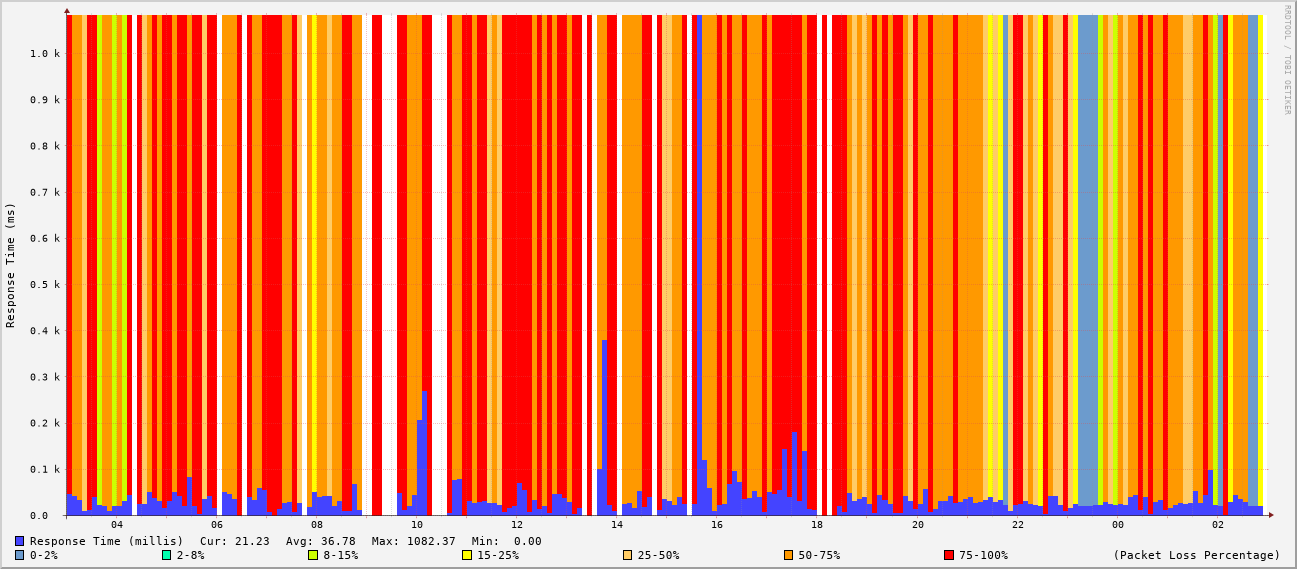 RRDTOOL / TOBI OETIKER
Response Time (ms)
1.0 k
0.9 k
0.8 k
0.7 k
0.6 k
0.5 k
0.4 k
0.3 k
0.2 k
0.1 k
0.0
04 06 08 10 12 14 16 18 20 22 00 02
Response Time (millis) Cur: 21.23 Avg: 36.78 Max: 1082.37 Min: 0.00
0-2% 2-8% 8-15% 15-25% 25-50% 50-75% 75-100% (Packet Loss Percentage)